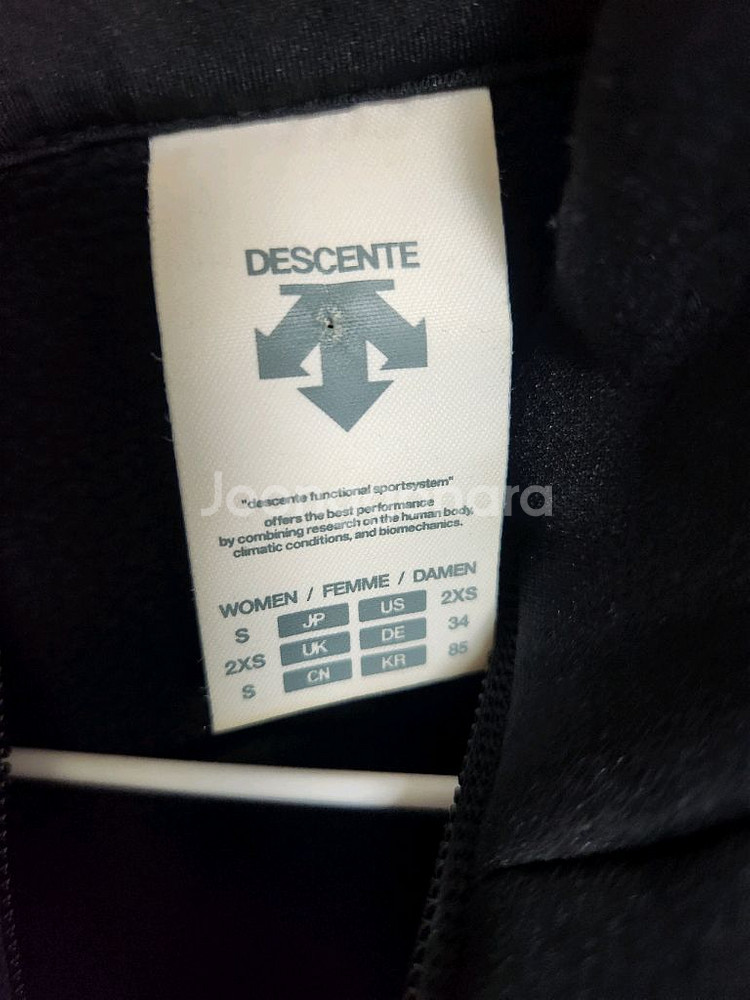 DESCENTE
"descente functional sportsystem"
offers the best performance
by combining research on the human body,
climatic conditions, and biomechanics.
WOMEN / FEMME / DAMEN
S JP US 2XS
2XS UK DE 34
S CN KR 85